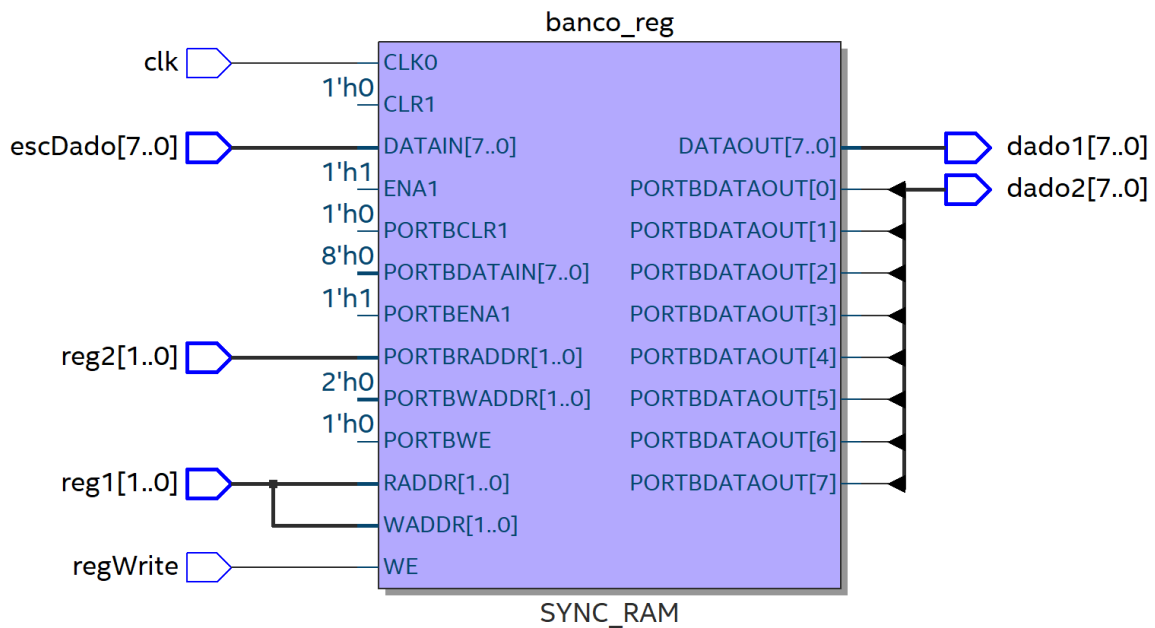 banco_reg
clk
CLK0
1'h0
CLR1
escDado[7..0]
DATAIN[7..0]
DATAOUT[7..0]
dado1[7..0]
1'h1
ENA1
PORTBDATAOUT[0]
dado2[7..0]
1'h0
PORTBCLR1
PORTBDATAOUT[1]
8'h0
PORTBDATAIN[7..0]
PORTBDATAOUT[2]
1'h1
PORTBENA1
PORTBDATAOUT[3]
reg2[1..0]
PORTBRADDR[1..0]
PORTBDATAOUT[4]
2'h0
PORTBWADDR[1..0]
PORTBDATAOUT[5]
1'h0
PORTBWE
PORTBDATAOUT[6]
reg1[1..0]
RADDR[1..0]
PORTBDATAOUT[7]
WADDR[1..0]
regWrite
WE
SYNC_RAM